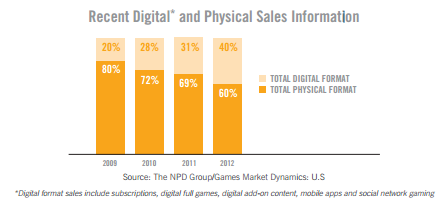 Recent Digital* and Physical Sales Information
20% 28% 31% 40%
80% 72% 69% 60%
TOTAL DIGITAL FORMAT
TOTAL PHYSICAL FORMAT
2009 2010 2011 2012
Source: The NPD Group/Games Market Dynamics: U.S
*Digital format sales include subscriptions, digital full games, digital add-on content, mobile apps and social network gaming